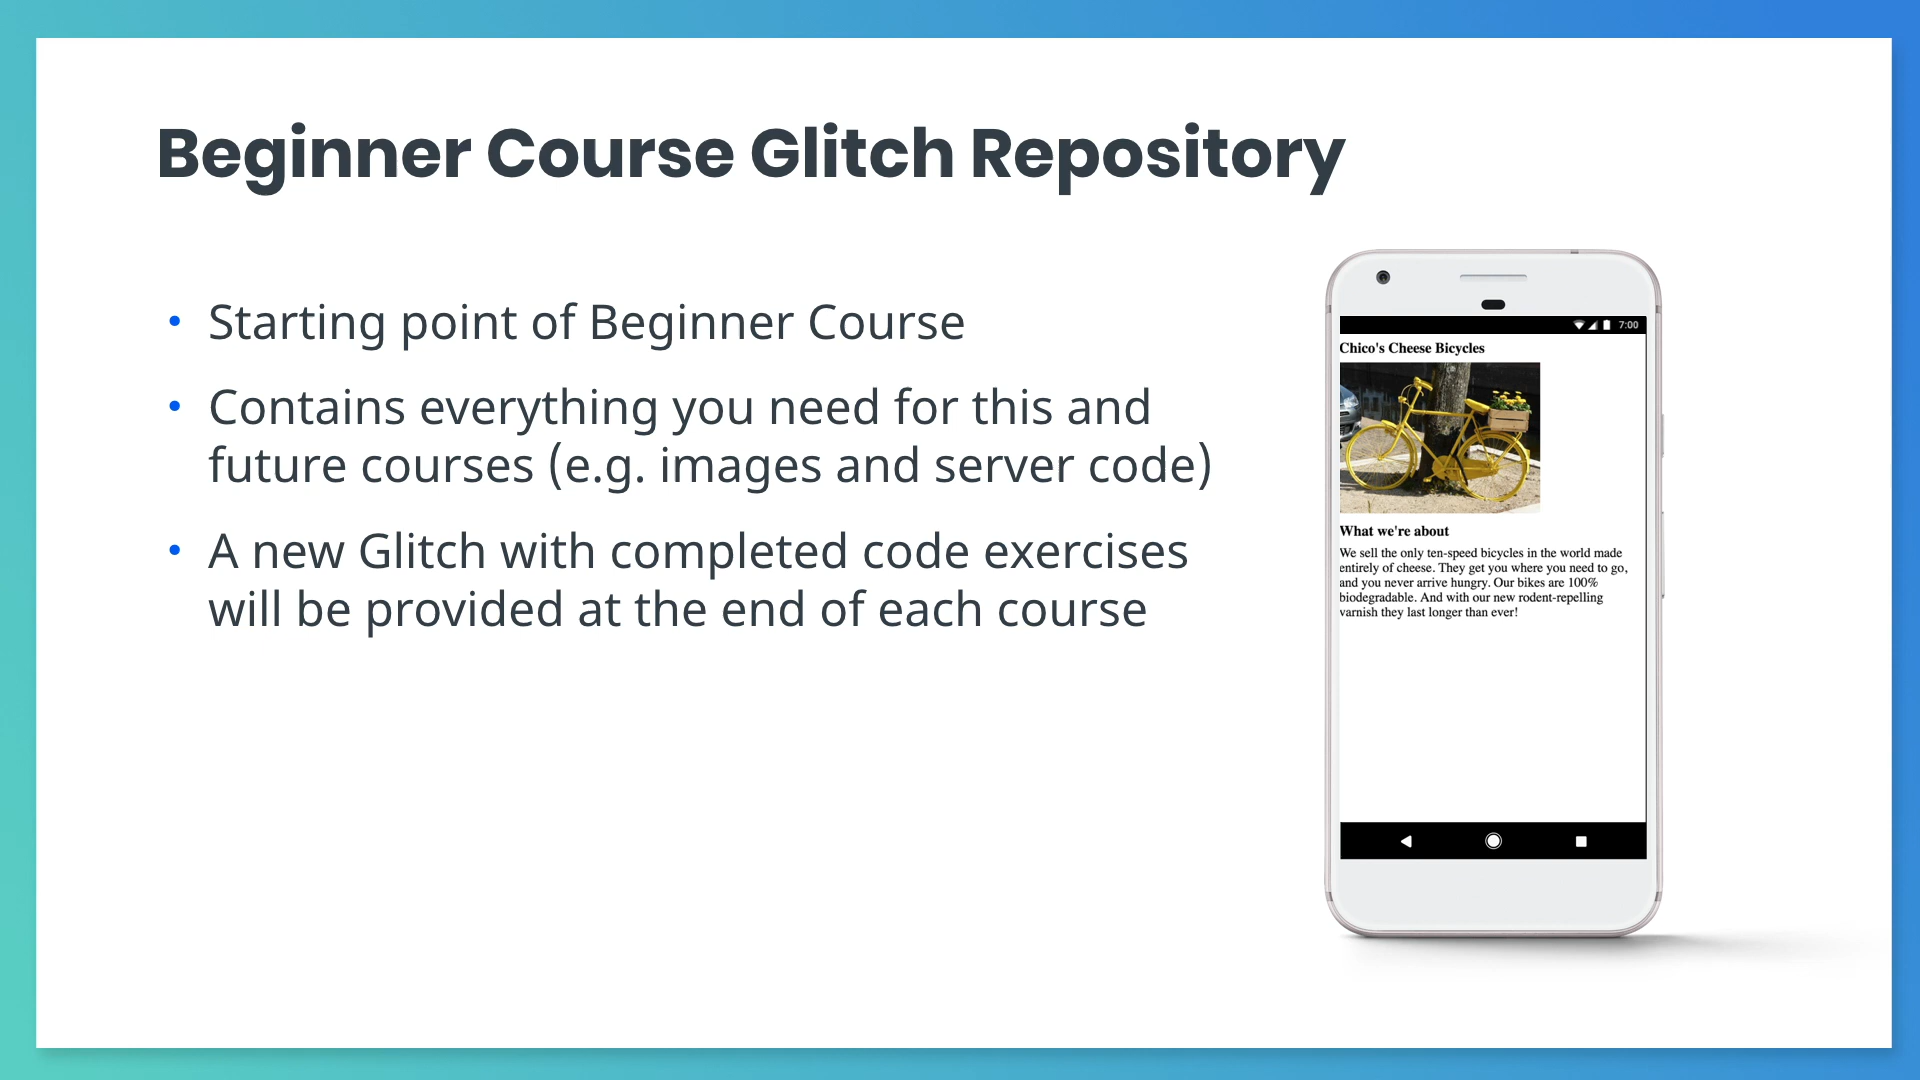 Beginner Course Glitch Repository
• Starting point of Beginner Course
• Contains everything you need for this and
future courses (e.g. images and server code)
• A new Glitch with completed code exercises
will be provided at the end of each course
7:00
Chico's Cheese Bicycles
What we're about
We sell the only ten-speed bicycles in the world made
entirely of cheese. They get you where you need to go,
and you never arrive hungry. Our bikes are 100%
biodegradable. And with our new rodent-repelling
varnish they last longer than ever!